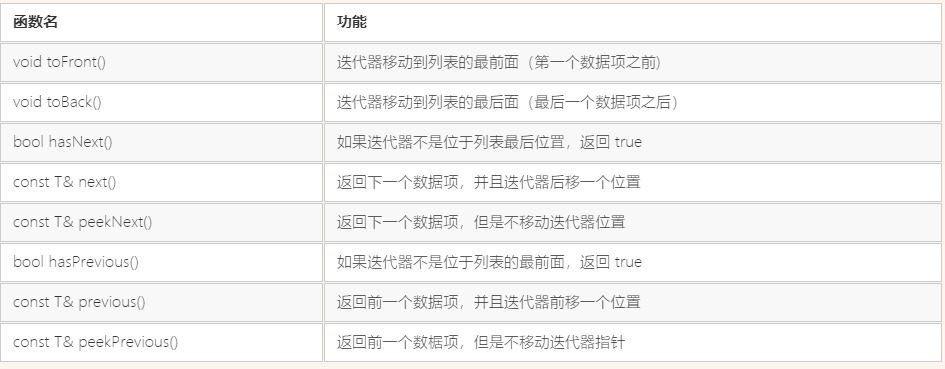 函数名 功能
void toFront() 迭代器移动到列表的最前面（第一个数据项之前)
void toBack() 迭代器移动到列表的最后面（最后一个数据项之后）
bool hasNext() 如果迭代器不是位于列表最后位置，返回 true
const T& next() 返回下一个数据项，并且迭代器后移一个位置
const T& peekNext() 返回下一个数据项，但是不移动迭代器位置
bool hasPrevious() 如果迭代器不是位于列表的最前面，返回 true
const T& previous() 返回前一个数据项，并且迭代器前移一个位置
const T& peekPrevious() 返回前一个数椐项，但是不移动迭代器指针